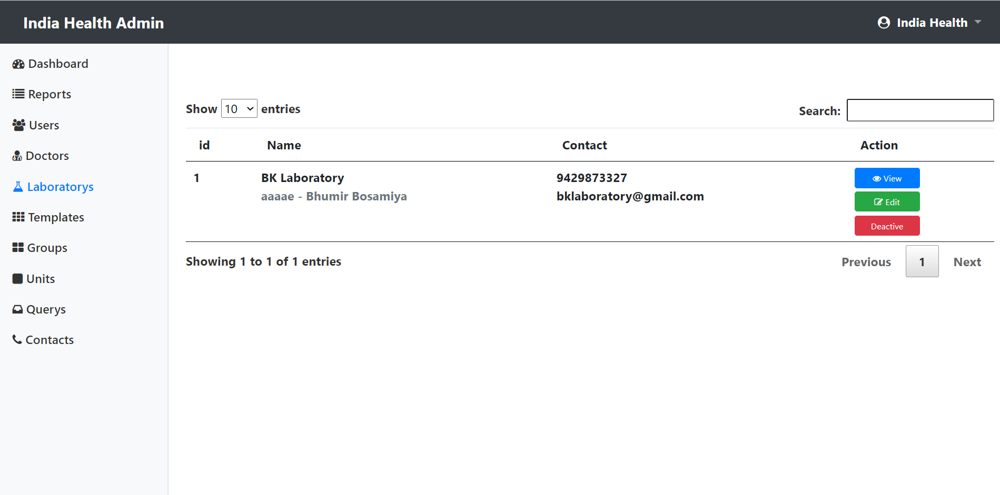 India Health Admin
India Health
Dashboard
Reports
Users
Doctors
Laboratorys
Templates
Groups
Units
Querys
Contacts
Show 10 entries
Search:
id Name Contact Action
1 BK Laboratory 9429873327 View
aaaae - Bhumir Bosamiya bklaboratory@gmail.com
Edit
Deactive
Showing 1 to 1 of 1 entries
Previous 1 Next